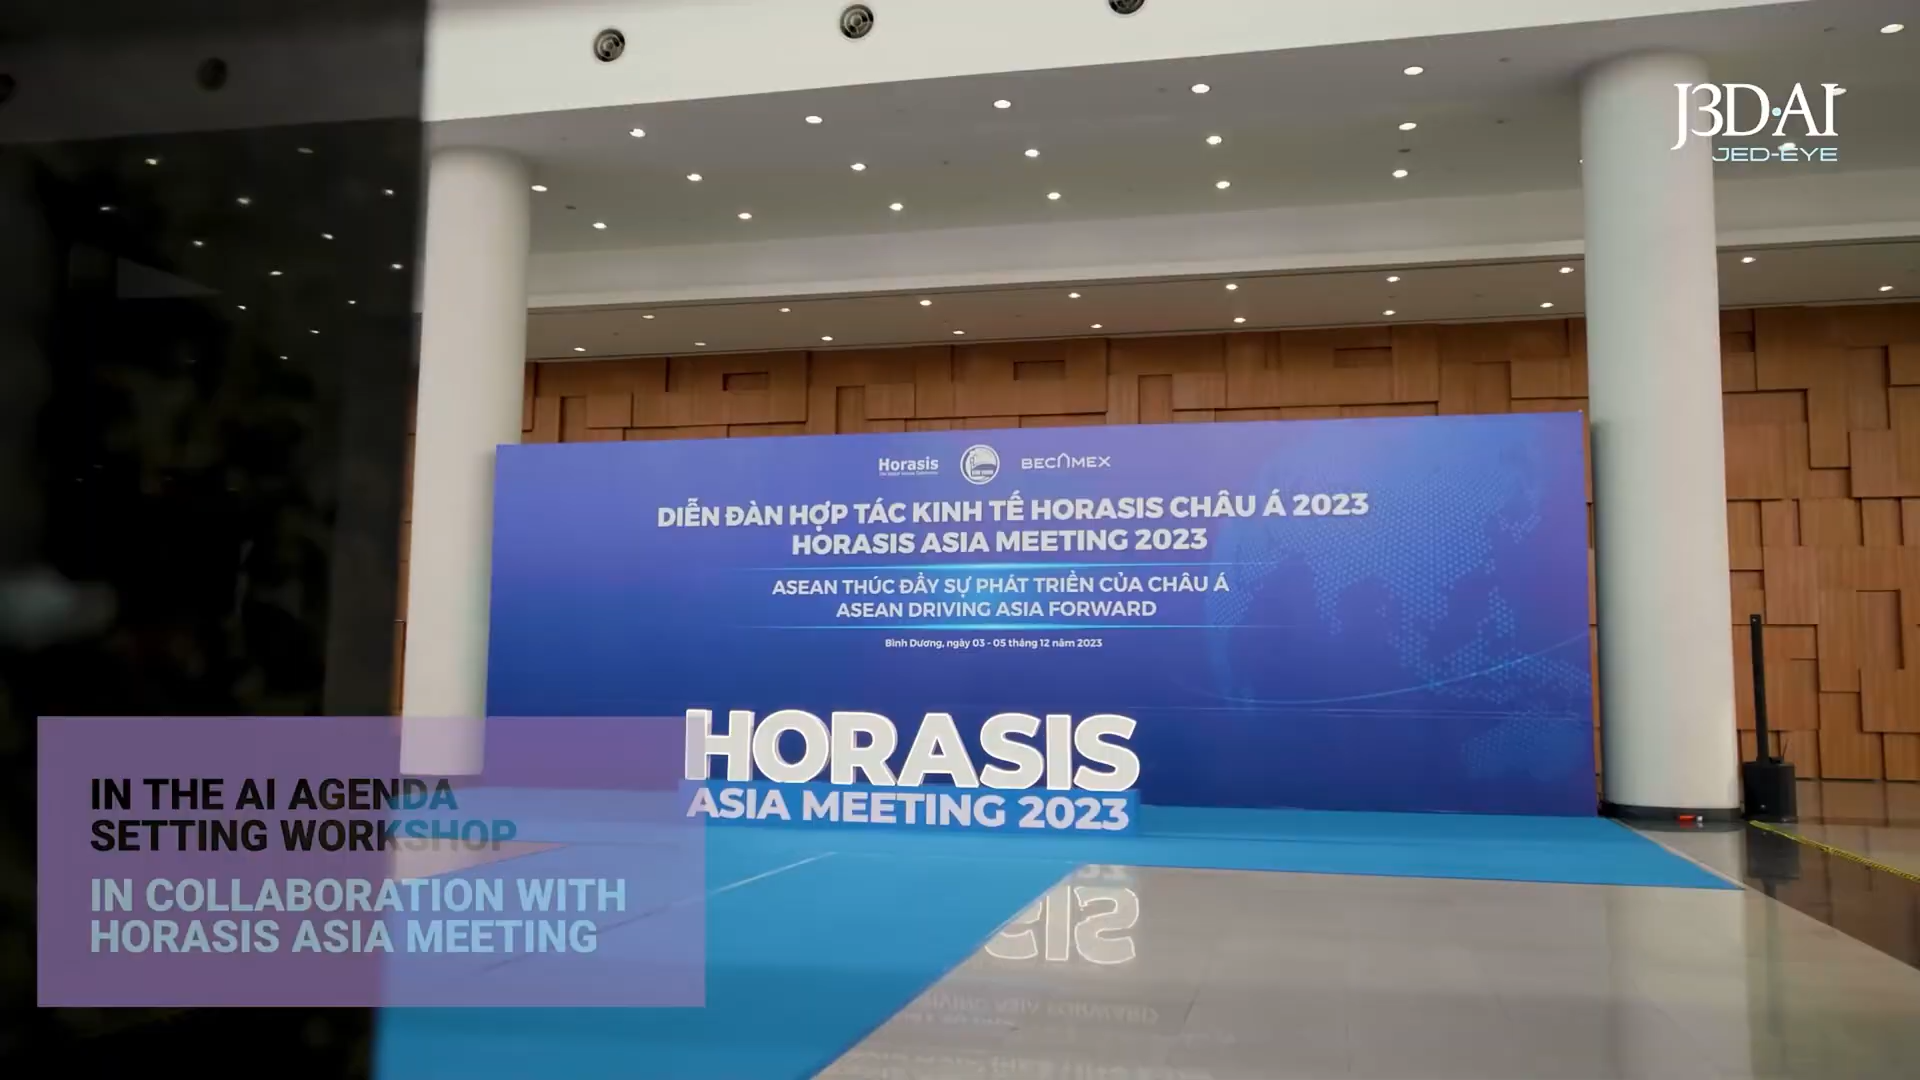 J3D·AI
JED-EYE
Horasis
BECAMEX
DIỄN ĐÀN HỢP TÁC KINH TẾ HORASIS CHÂU Á 2023
HORASIS ASIA MEETING 2023
ASEAN THÚC ĐẨY SỰ PHÁT TRIỂN CỦA CHÂU Á
ASEAN DRIVING ASIA FORWARD
Bình Dương, ngày 03 - 05 tháng 12 năm 2023
HORASIS
ASIA MEETING 2023
IN THE AI AGENDA
SETTING WORKSHOP
IN COLLABORATION WITH
HORASIS ASIA MEETING